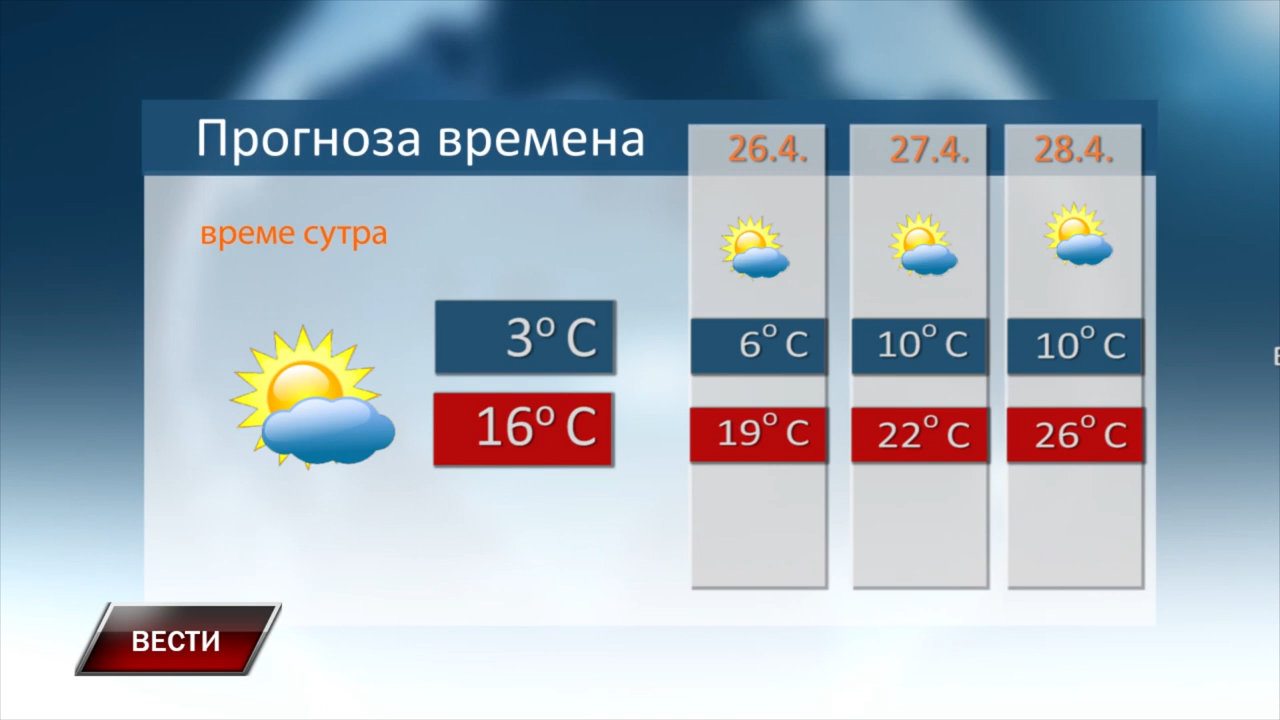 Прогноза времена
време сутра
3º C
16º C
26.4.
6º C
19º C
27.4.
10º C
22º C
28.4.
10º C
26º C
ВЕСТИ